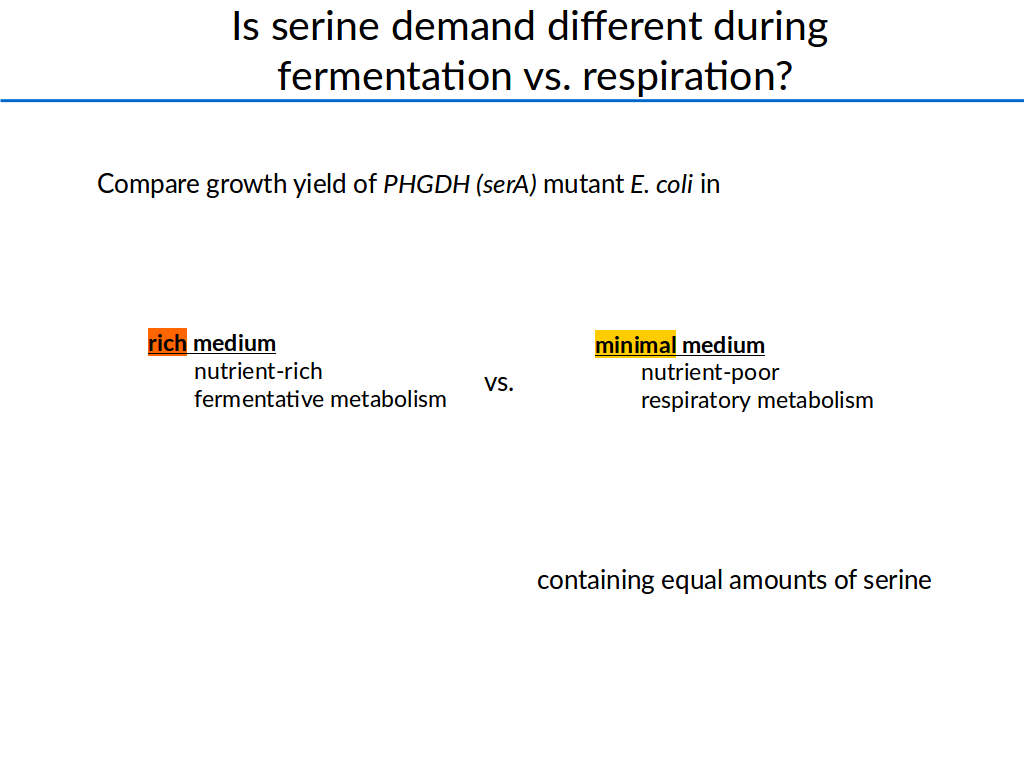 Is serine demand different during
fermentation vs. respiration?
Compare growth yield of PHGDH (serA) mutant E. coli in
rich medium
nutrient-rich
fermentative metabolism
vs.
minimal medium
nutrient-poor
respiratory metabolism
containing equal amounts of serine